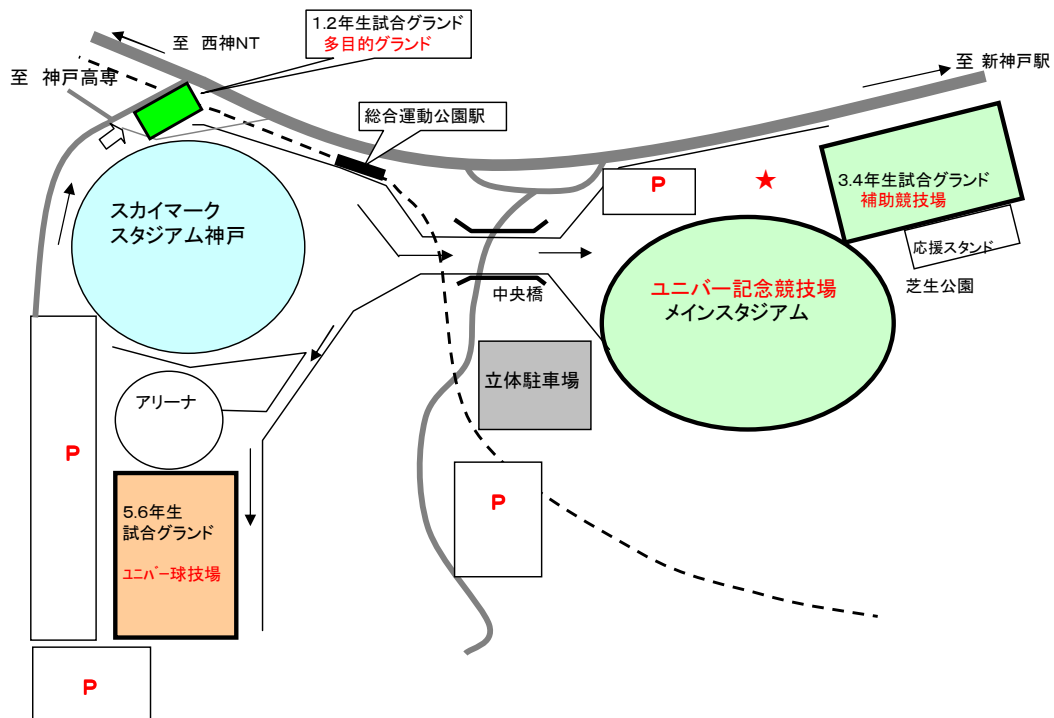 1.2年生試合グランド
多目的グランド
至 西神NT
至 神戸高専
至 新神戸駅
総合運動公園駅
P
★
3.4年生試合グランド
補助競技場
応援スタンド
芝生公園
スカイマーク
スタジアム神戸
中央橋
ユニバー記念競技場
メインスタジアム
立体駐車場
アリーナ
P
P
5.6年生
試合グランド
ユニバー球技場
P